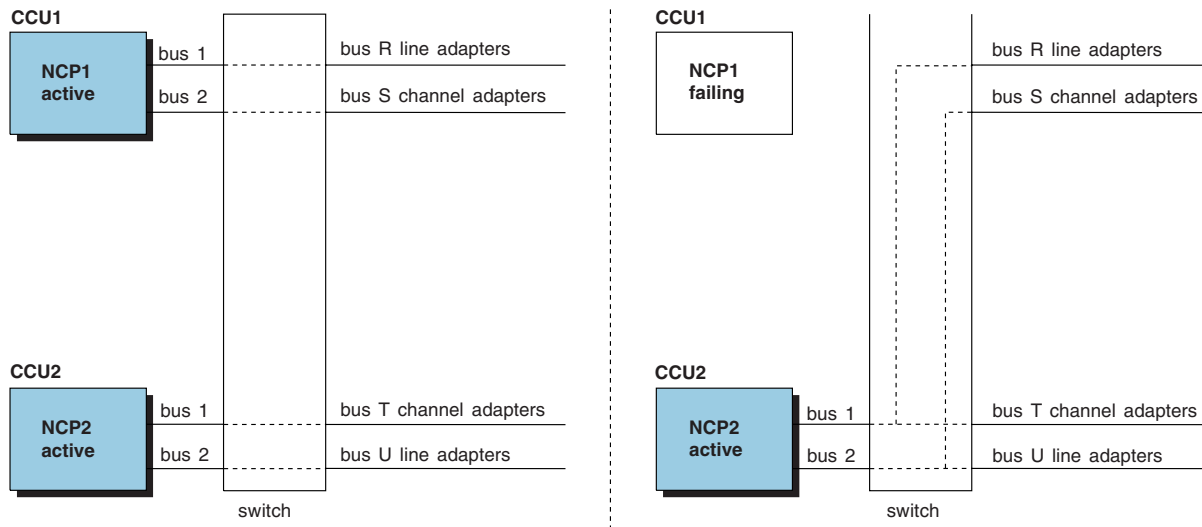 CCU1
NCP1
active
bus 1
bus 2
bus R line adapters
bus S channel adapters
CCU2
NCP2
active
bus 1
bus 2
bus T channel adapters
bus U line adapters
switch
CCU1
NCP1
failing
bus R line adapters
bus S channel adapters
CCU2
NCP2
active
bus 1
bus 2
bus T channel adapters
bus U line adapters
switch